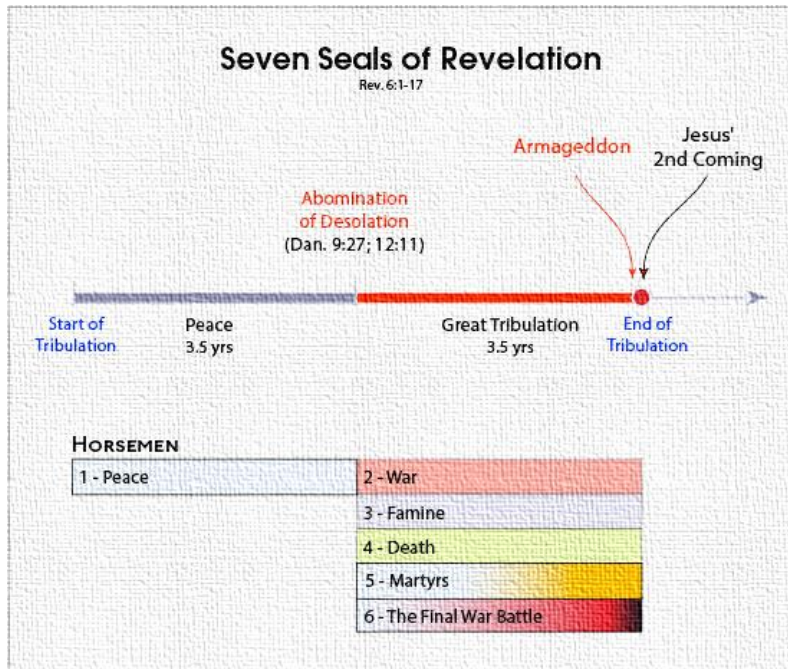 Seven Seals of Revelation
Rev. 6:1-17
Armageddon
Jesus'
2nd Coming
Abomination
of Desolation
(Dan. 9:27; 12:11)
Start of
Tribulation
Peace
3.5 yrs
Great Tribulation
3.5 yrs
End of
Tribulation
HORSEMEN
1 - Peace
2 - War
3 - Famine
4 - Death
5 - Martyrs
6 - The Final War Battle